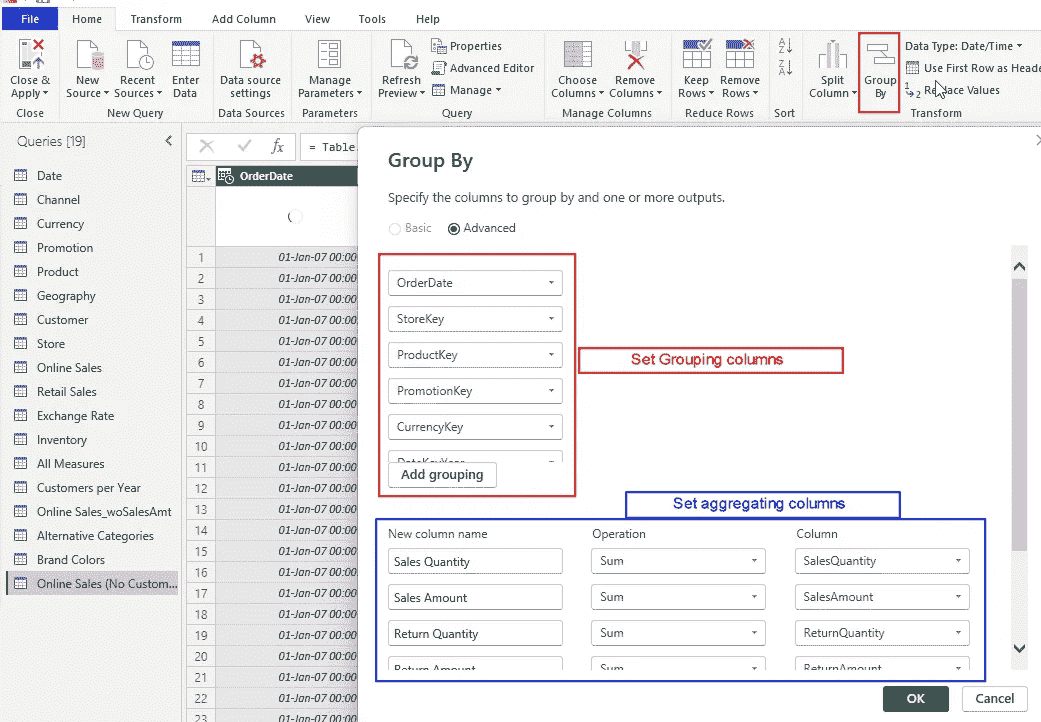 File Home Transform Add Column View Tools Help
Close & Apply
New Source
Recent Sources
Enter Data
Data source settings
Manage Parameters
Refresh Preview
Properties
Advanced Editor
Manage
Choose Columns
Remove Columns
Keep Rows
Remove Rows
Split Column
Group By
Data Type: Date/Time
Use First Row as Heade
Replace Values
Close New Query Data Sources Parameters Query Manage Columns Reduce Rows Sort Transform
Queries [19]
Date
Channel
Currency
Promotion
Product
Geography
Customer
Store
Online Sales
Retail Sales
Exchange Rate
Inventory
All Measures
Customers per Year
Online Sales_woSalesAmt
Alternative Categories
Brand Colors
Online Sales (No Custom...
fx = Table
OrderDate
1 01-Jan-07 00:00
2 01-Jan-07 00:00
3 01-Jan-07 00:00
4 01-Jan-07 00:00
5 01-Jan-07 00:00
6 01-Jan-07 00:00
7 01-Jan-07 00:00
8 01-Jan-07 00:00
9 01-Jan-07 00:00
10 01-Jan-07 00:00
11 01-Jan-07 00:00
12 01-Jan-07 00:00
13 01-Jan-07 00:00
14 01-Jan-07 00:00
15 01-Jan-07 00:00
16 01-Jan-07 00:00
17 01-Jan-07 00:00
18 01-Jan-07 00:00
19 01-Jan-07 00:00
20 01-Jan-07 00:00
21 01-Jan-07 00:00
22 01-Jan-07 00:00
23 01-Jan-07 00:00
Group By
Specify the columns to group by and one or more outputs.
Basic Advanced
OrderDate
StoreKey
ProductKey
PromotionKey
CurrencyKey
DateKeyYear
Add grouping
Set Grouping columns
Set aggregating columns
New column name Operation Column
Sales Quantity Sum SalesQuantity
Sales Amount Sum SalesAmount
Return Quantity Sum ReturnQuantity
Return Amount Sum ReturnAmount
OK Cancel